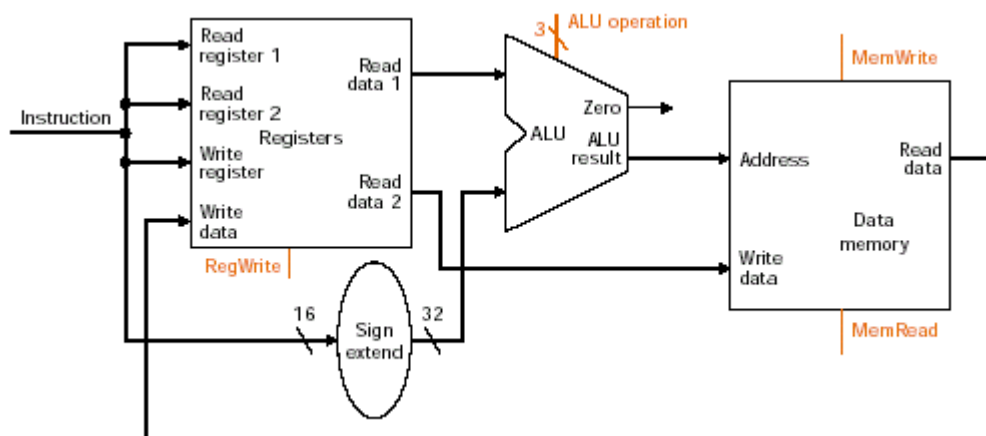 Instruction
Read
register 1
Read
register 2
Write
register
Write
data
Registers
Read
data 1
Read
data 2
RegWrite
16
Sign
extend
32
3
ALU operation
Zero
ALU
ALU
result
MemWrite
Address
Read
data
Data
memory
Write
data
MemRead